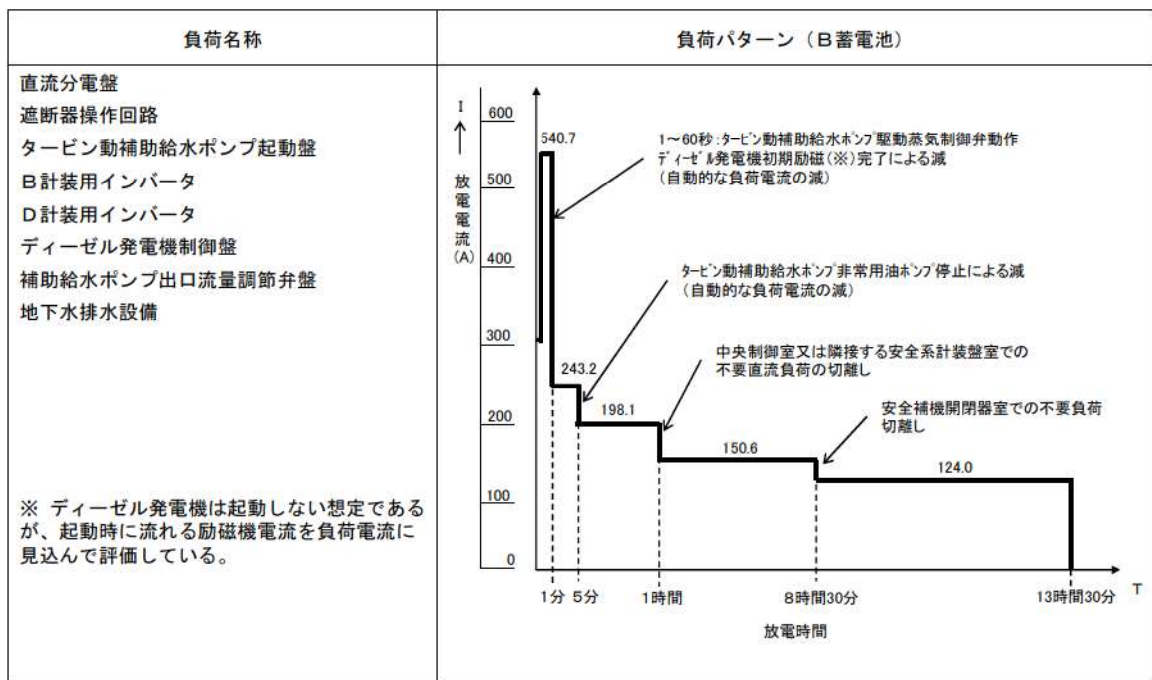 負荷名称
負荷パターン（Ｂ蓄電池）
直流分電盤
遮断器操作回路
タービン動補助給水ポンプ起動盤
Ｂ計装用インバータ
Ｄ計装用インバータ
ディーゼル発電機制御盤
補助給水ポンプ出口流量調節弁盤
地下水排水設備
※ ディーゼル発電機は起動しない想定である
が、起動時に流れる励磁機電流を負荷電流に
見込んで評価している。
I
↑
放電電流(A)
600
500
400
300
200
100
0
540.7
1～60秒:ﾀｰﾋﾞﾝ動補助給水ﾎﾟﾝﾌﾟ駆動蒸気制御弁動作
ﾃﾞｨｰｾﾞﾙ発電機初期励磁(※)完了による減
(自動的な負荷電流の減)
ﾀｰﾋﾞﾝ動補助給水ﾎﾟﾝﾌﾟ非常用油ﾎﾟﾝﾌﾟ停止による減
（自動的な負荷電流の減）
243.2
中央制御室又は隣接する安全系計装盤室での
不要直流負荷の切離し
198.1
安全補機開閉器室での不要負荷
切離し
150.6
124.0
1分
5分
1時間
8時間30分
13時間30分
T
放電時間